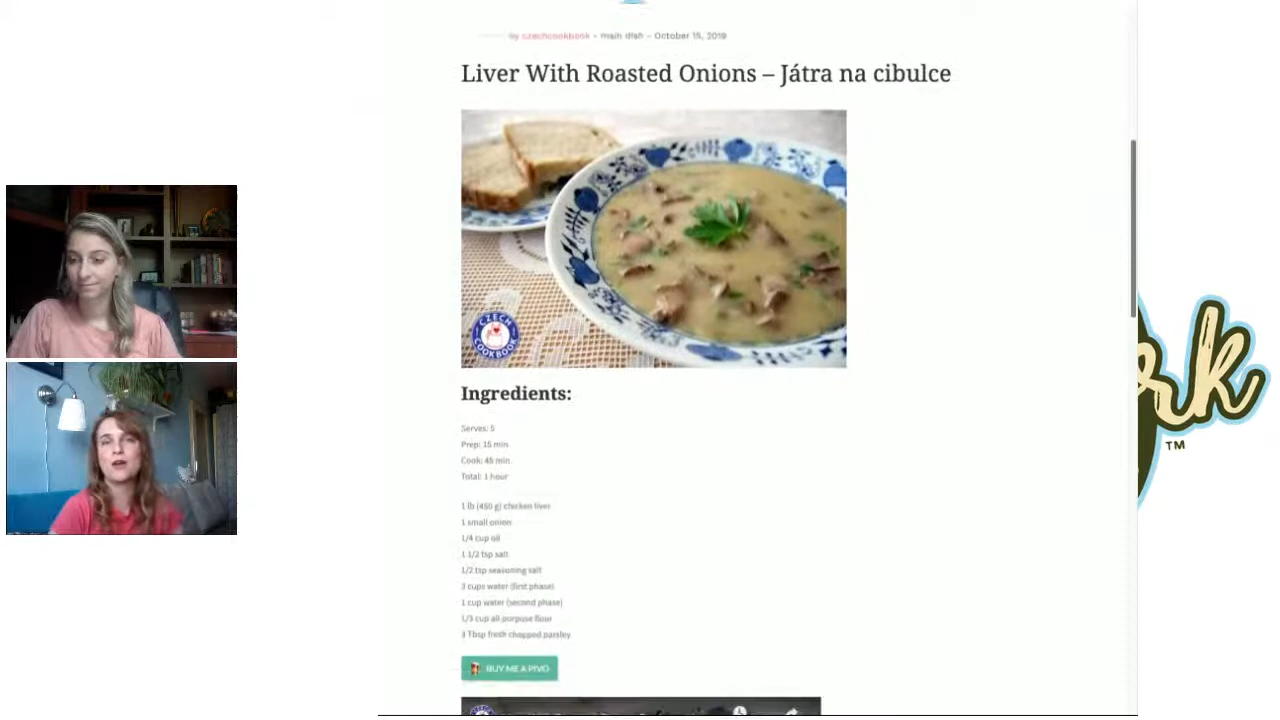 by czechcookbook - main dish - October 15, 2019
Liver With Roasted Onions – Játra na cibulce
CZECH
COOKBOOK
Ingredients:
Serves: 5
Prep: 15 min
Cook: 45 min
Total: 1 hour
1 lb (450 g) chicken liver
1 small onion
1/4 cup oil
1 1/2 tsp salt
1/2 tsp seasoning salt
3 cups water (first phase)
1 cup water (second phase)
1/3 cup all purpose flour
3 Tbsp fresh chopped parsley
BUY ME A PIVO
rk
TM